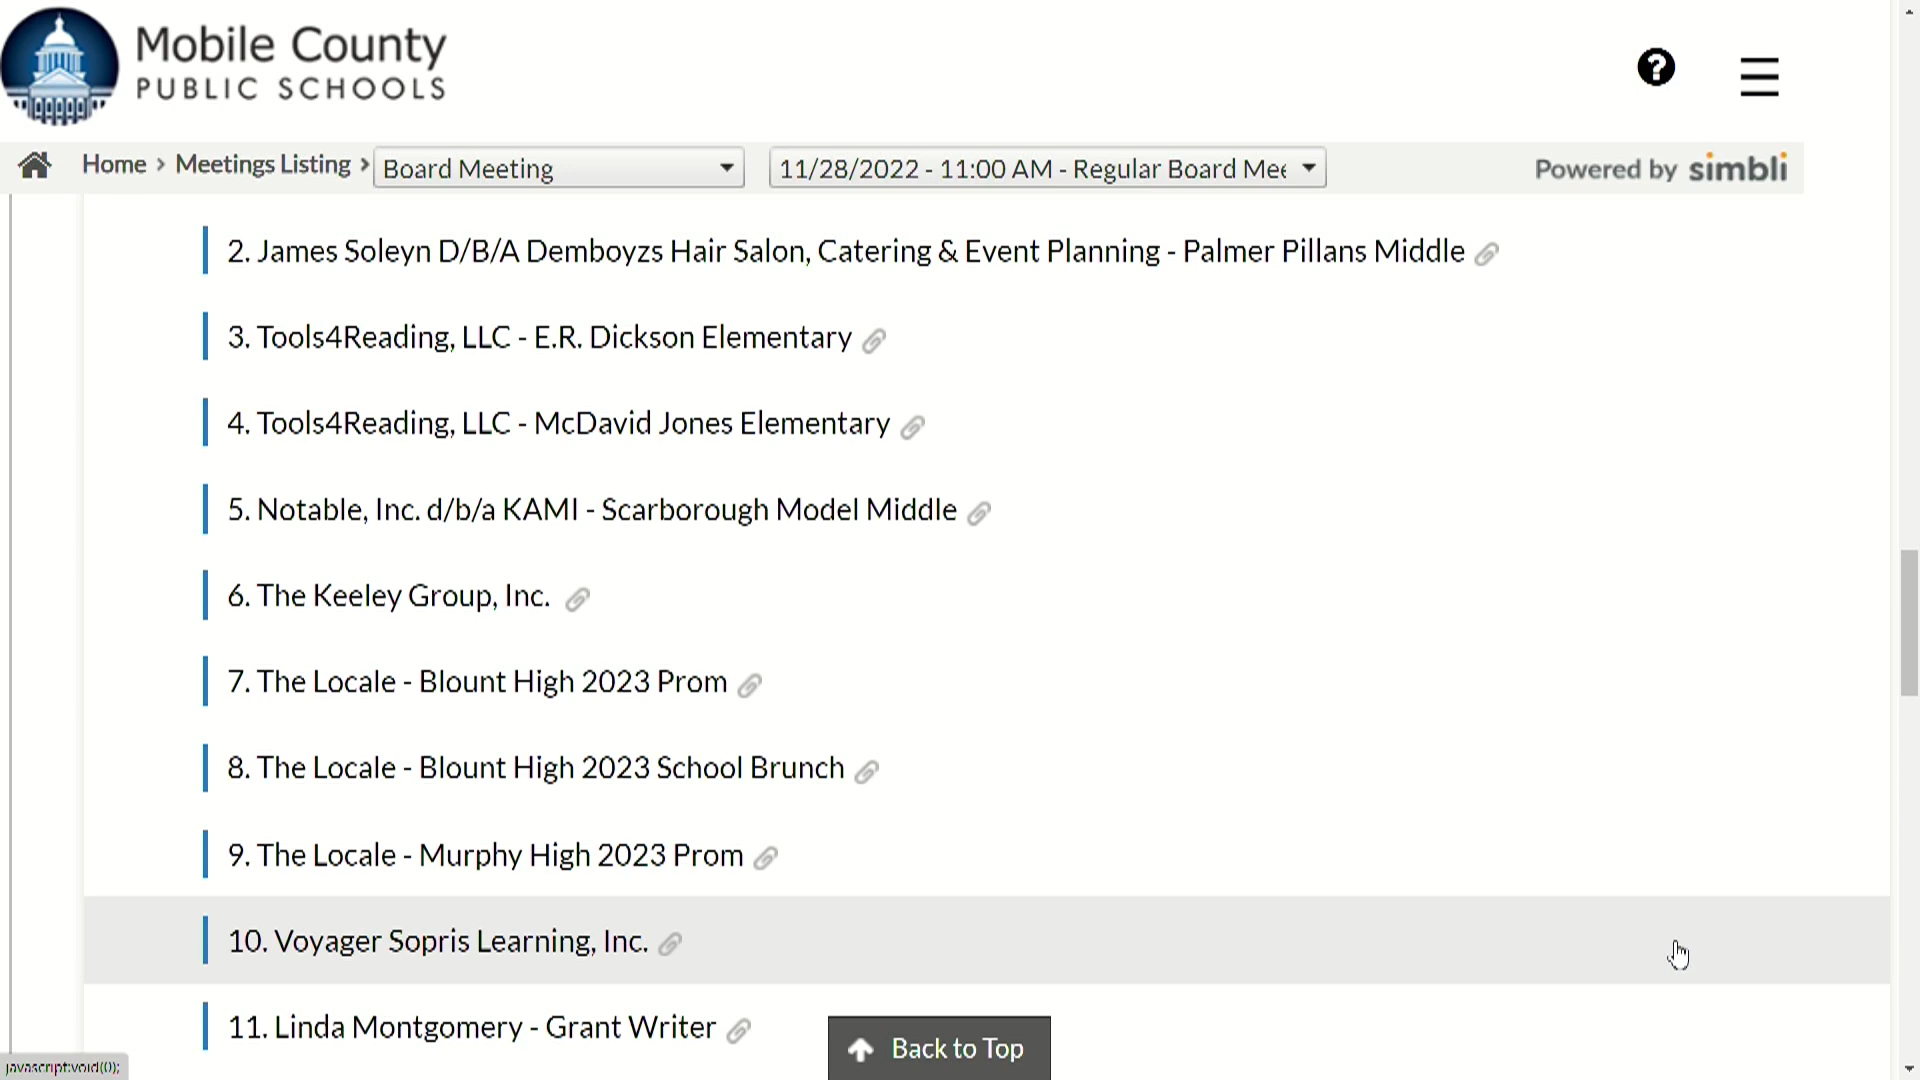 Mobile County
PUBLIC SCHOOLS
?
Home > Meetings Listing > Board Meeting 11/28/2022 - 11:00 AM - Regular Board Mee Powered by simbli
2. James Soleyn D/B/A Demboyzs Hair Salon, Catering & Event Planning - Palmer Pillans Middle
3. Tools4Reading, LLC - E.R. Dickson Elementary
4. Tools4Reading, LLC - McDavid Jones Elementary
5. Notable, Inc. d/b/a KAMI - Scarborough Model Middle
6. The Keeley Group, Inc.
7. The Locale - Blount High 2023 Prom
8. The Locale - Blount High 2023 School Brunch
9. The Locale - Murphy High 2023 Prom
10. Voyager Sopris Learning, Inc.
11. Linda Montgomery - Grant Writer
Back to Top
javascript:void(0);